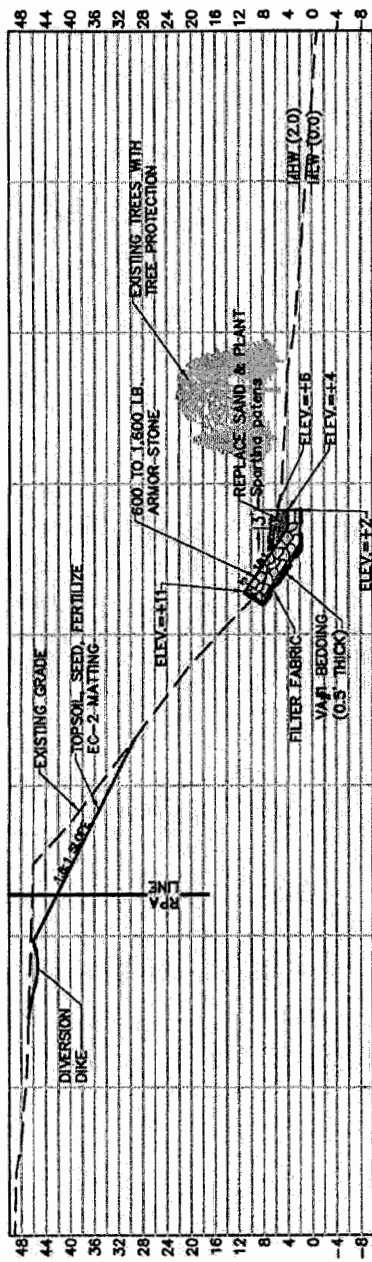 48
44
40
36
32
28
24
20
16
12
8
4
0
-4
-8
DIVERSION
DIKE
RPA
LINE
EXISTING GRADE
TOPSOIL, SEED, FERTILIZE
EC-2 MATTING
SLOPE
ELEV.=+11
600 TO 1,600 LB.
ARMOR-STONE
FILTER FABRIC
BEDDING
(0.5' THICK)
EXISTING TREES WITH
TREE PROTECTION
REPLACE SAND & PLANT
Spartina patens
ELEV.=+6
ELEV.=+4
ELEV.=+2
MHW (2.0)
MLW (0.0)
48
44
40
36
32
28
24
20
16
12
8
4
0
-4
-8